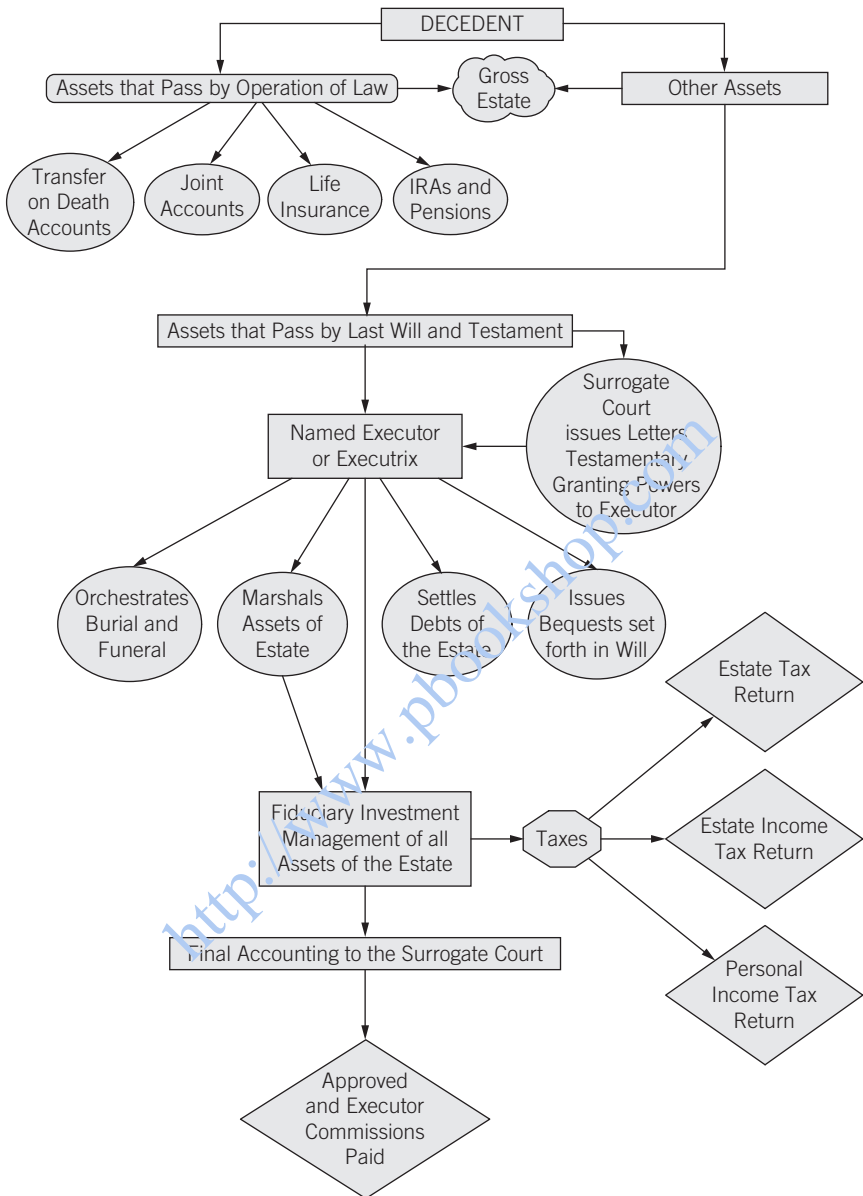 DECEDENT
Assets that Pass by Operation of Law
Gross
Estate
Other Assets
Transfer
on Death
Accounts
Joint
Accounts
Life
Insurance
IRAs and
Pensions
Assets that Pass by Last Will and Testament
Surrogate
Court
issues Letters
Testamentary
Granting Powers
to Executor
Named Executor
or Executrix
Orchestrates
Burial and
Funeral
Marshals
Assets of
Estate
Settles
Debts of
the Estate
Issues
Bequests set
forth in Will
Estate Tax
Return
Fiduciary Investment
Management of all
Assets of the Estate
Taxes
Estate Income
Tax Return
Final Accounting to the Surrogate Court
Personal
Income Tax
Return
Approved
and Executor
Commissions
Paid
http://www.pbookshop.com